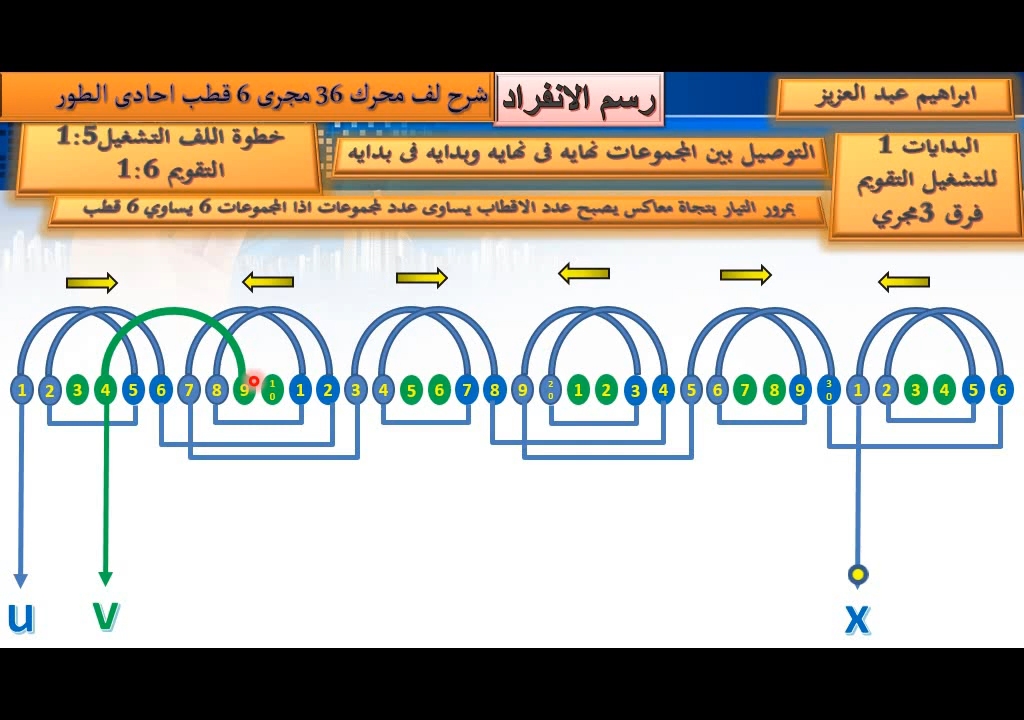 شرح لف محرك 36 مجرى 6 قطب احادى الطور
رسم الانفراد
ابراهيم عبد العزيز
خطوة اللف التشغيل1:5
التقويم 1:6
التوصيل بين المجموعات نهايه فى نهايه وبدايه فى بدايه
البدايات 1
للتشغيل التقويم
فرق 3مجري
بمرور التيار بتجاة معاكس يصبح عدد الاقطاب يساوى عدد لمجموعات اذا المجموعات 6 يساوي 6 قطب
1 2 3 4 5 6 7 8 9 10 1 2 3 4 5 6 7 8 9 20 1 2 3 4 5 6 7 8 9 30 1 2 3 4 5 6
u v x